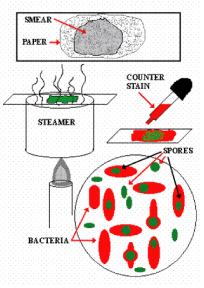 SMEAR
PAPER
COUNTER
STAIN
STEAMER
SPORES
BACTERIA